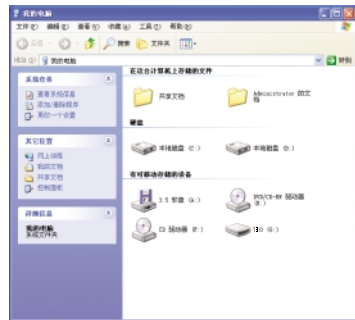 我的电脑
文件(F) 编辑(E) 查看(V) 收藏(A) 工具(T) 帮助(H)
后退 搜索 文件夹
地址(D) 我的电脑 转到
系统任务
查看系统信息
添加/删除程序
更改一个设置
其它位置
网上邻居
我的文档
共享文档
控制面板
详细信息
我的电脑
系统文件夹
在这台计算机上存储的文件
共享文档
Administrator 的文档
硬盘
本地磁盘 (C:)
本地磁盘 (D:)
有可移动存储的设备
3.5 软盘 (A:)
DVD/CD-RW 驱动器
CD 驱动器 (F:)
(G:)